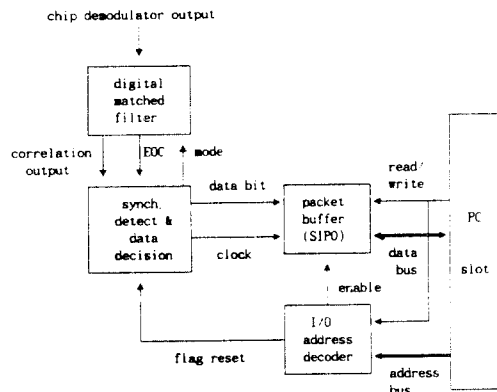 chip demodulator output
digital
matched
filter
correlation
output
EOC
mode
read/
write
synch.
detect &
data
decision
data bit
clock
packet
buffer
(SIPO)
PC
slot
data
bus
enable
I/O
address
decoder
flag reset
address
bus